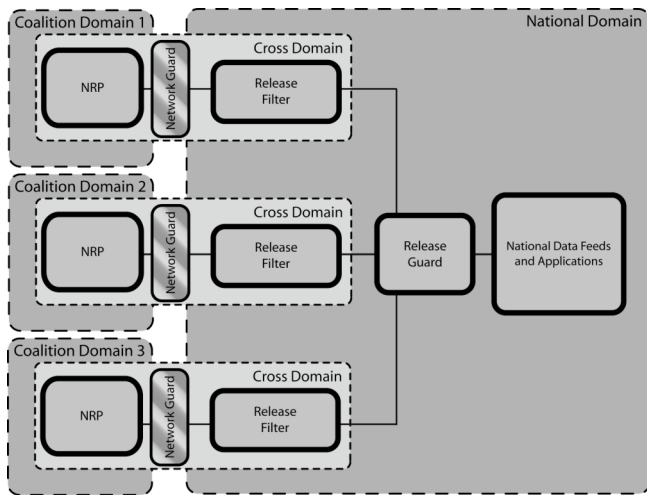 Coalition Domain 1
National Domain
Cross Domain
NRP
Network Guard
Release
Filter
Coalition Domain 2
Cross Domain
NRP
Network Guard
Release
Filter
Release
Guard
National Data Feeds
and Applications
Coalition Domain 3
Cross Domain
NRP
Network Guard
Release
Filter